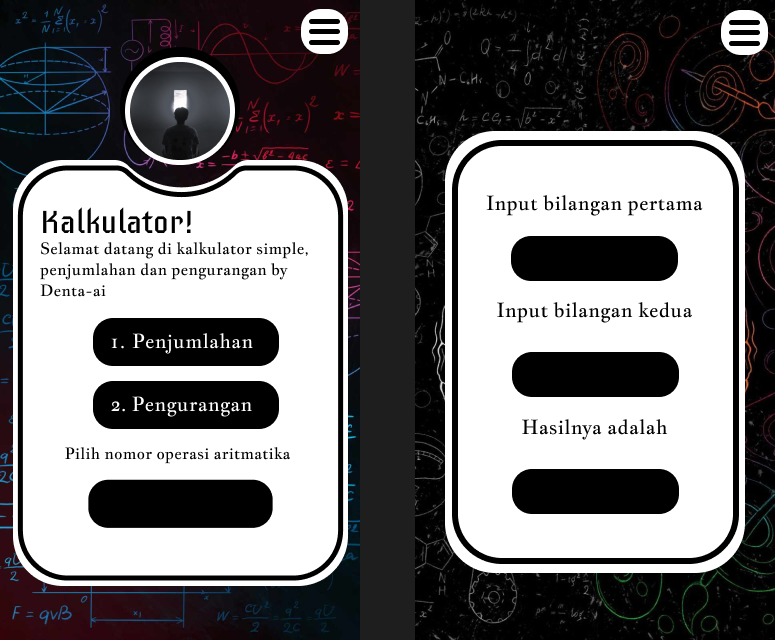 Kalkulator!
Selamat datang di kalkulator simple,
penjumlahan dan pengurangan by
Denta-ai
1. Penjumlahan
2. Pengurangan
Pilih nomor operasi aritmatika
F = qvB
Input bilangan pertama
Input bilangan kedua
Hasilnya adalah